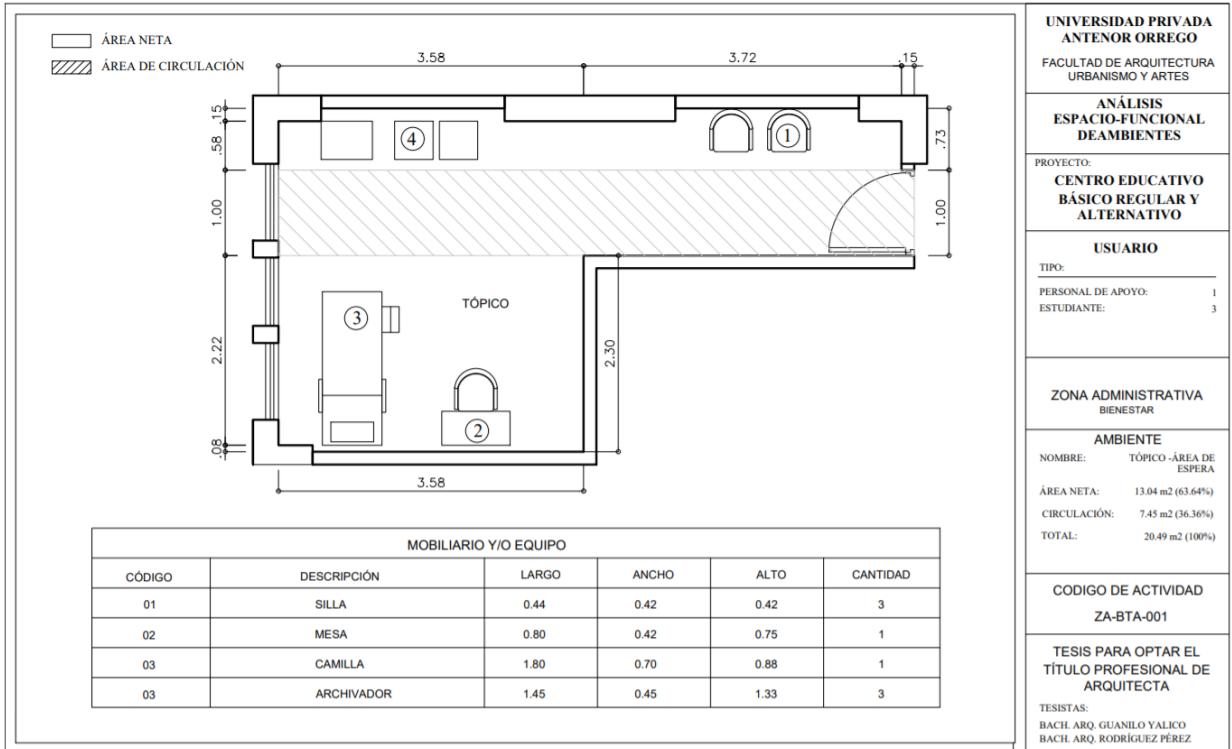 ÁREA NETA
ÁREA DE CIRCULACIÓN
3.58
3.72
.15
.15
.58
1.00
2.22
.08
.73
1.00
2.30
3.58
4
1
3
2
TÓPICO
MOBILIARIO Y/O EQUIPO
CÓDIGO DESCRIPCIÓN LARGO ANCHO ALTO CANTIDAD
01 SILLA 0.44 0.42 0.42 3
02 MESA 0.80 0.42 0.75 1
03 CAMILLA 1.80 0.70 0.88 1
03 ARCHIVADOR 1.45 0.45 1.33 3
UNIVERSIDAD PRIVADA
ANTENOR ORREGO
FACULTAD DE ARQUITECTURA
URBANISMO Y ARTES
ANÁLISIS
ESPACIO-FUNCIONAL
DEAMBIENTES
PROYECTO:
CENTRO EDUCATIVO
BÁSICO REGULAR Y
ALTERNATIVO
USUARIO
TIPO:
PERSONAL DE APOYO: 1
ESTUDIANTE: 3
ZONA ADMINISTRATIVA
BIENESTAR
AMBIENTE
NOMBRE: TÓPICO -ÁREA DE
ESPERA
ÁREA NETA: 13.04 m2 (63.64%)
CIRCULACIÓN: 7.45 m2 (36.36%)
TOTAL: 20.49 m2 (100%)
CODIGO DE ACTIVIDAD
ZA-BTA-001
TESIS PARA OPTAR EL
TÍTULO PROFESIONAL DE
ARQUITECTA
TESISTAS:
BACH. ARQ. GUANILO YALICO
BACH. ARQ. RODRÍGUEZ PÉREZ